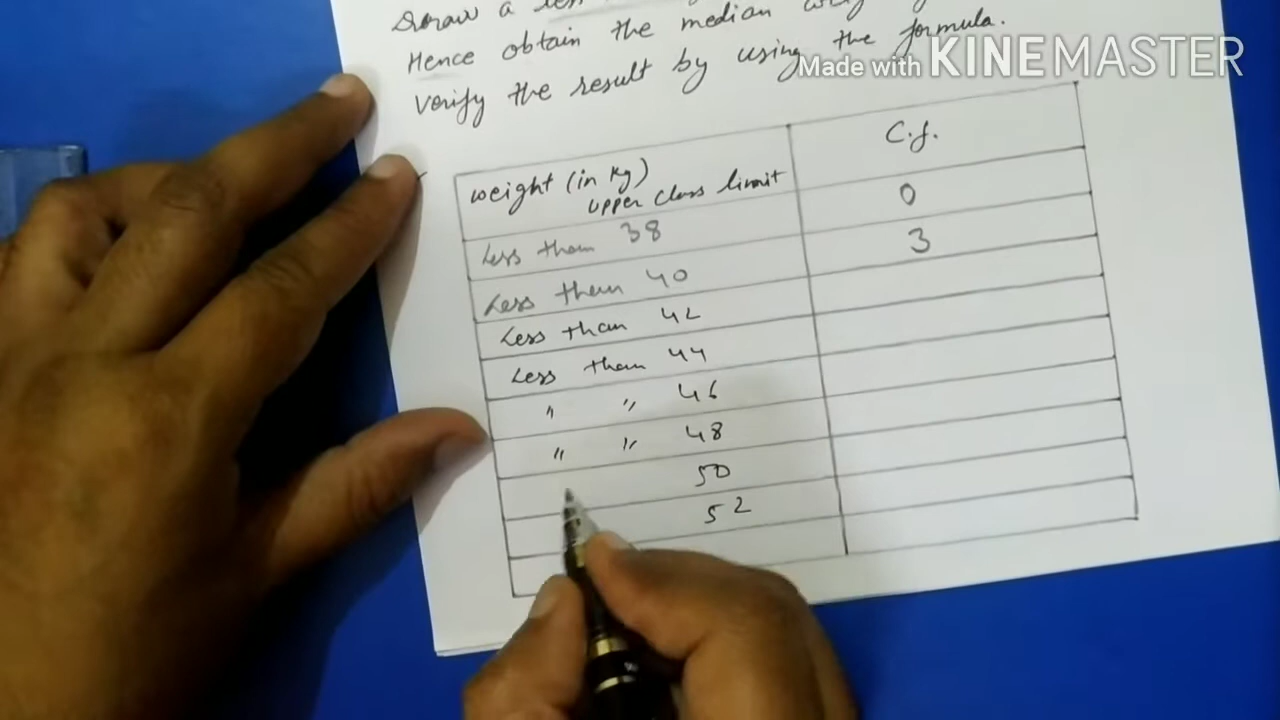 Draw a less
Hence obtain the median
Verify the result by using the formula.
Made with KINEMASTER
weight (in kg) C.f.
upper class limit
Less than 38 0
Less than 40 3
Less than 42
Less than 44
" " 46
" " 48
50
52